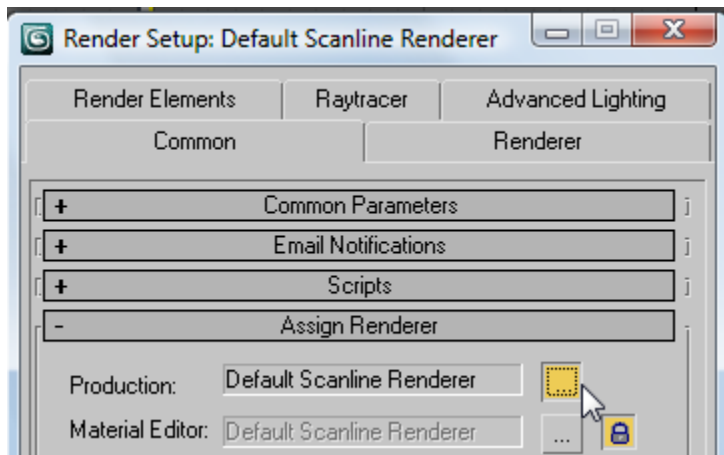 Render Setup: Default Scanline Renderer
Render Elements Raytracer Advanced Lighting
Common Renderer
+ Common Parameters
+ Email Notifications
+ Scripts
- Assign Renderer
Production: Default Scanline Renderer ...
Material Editor: Default Scanline Renderer ...